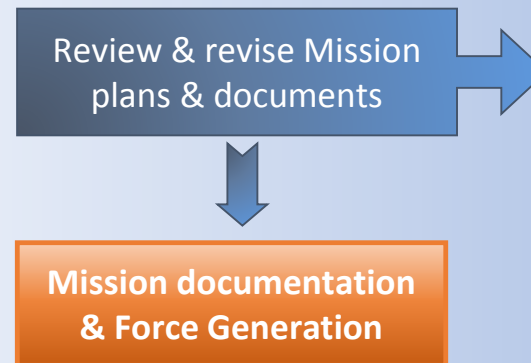 Review & revise Mission
plans & documents
Mission documentation
& Force Generation